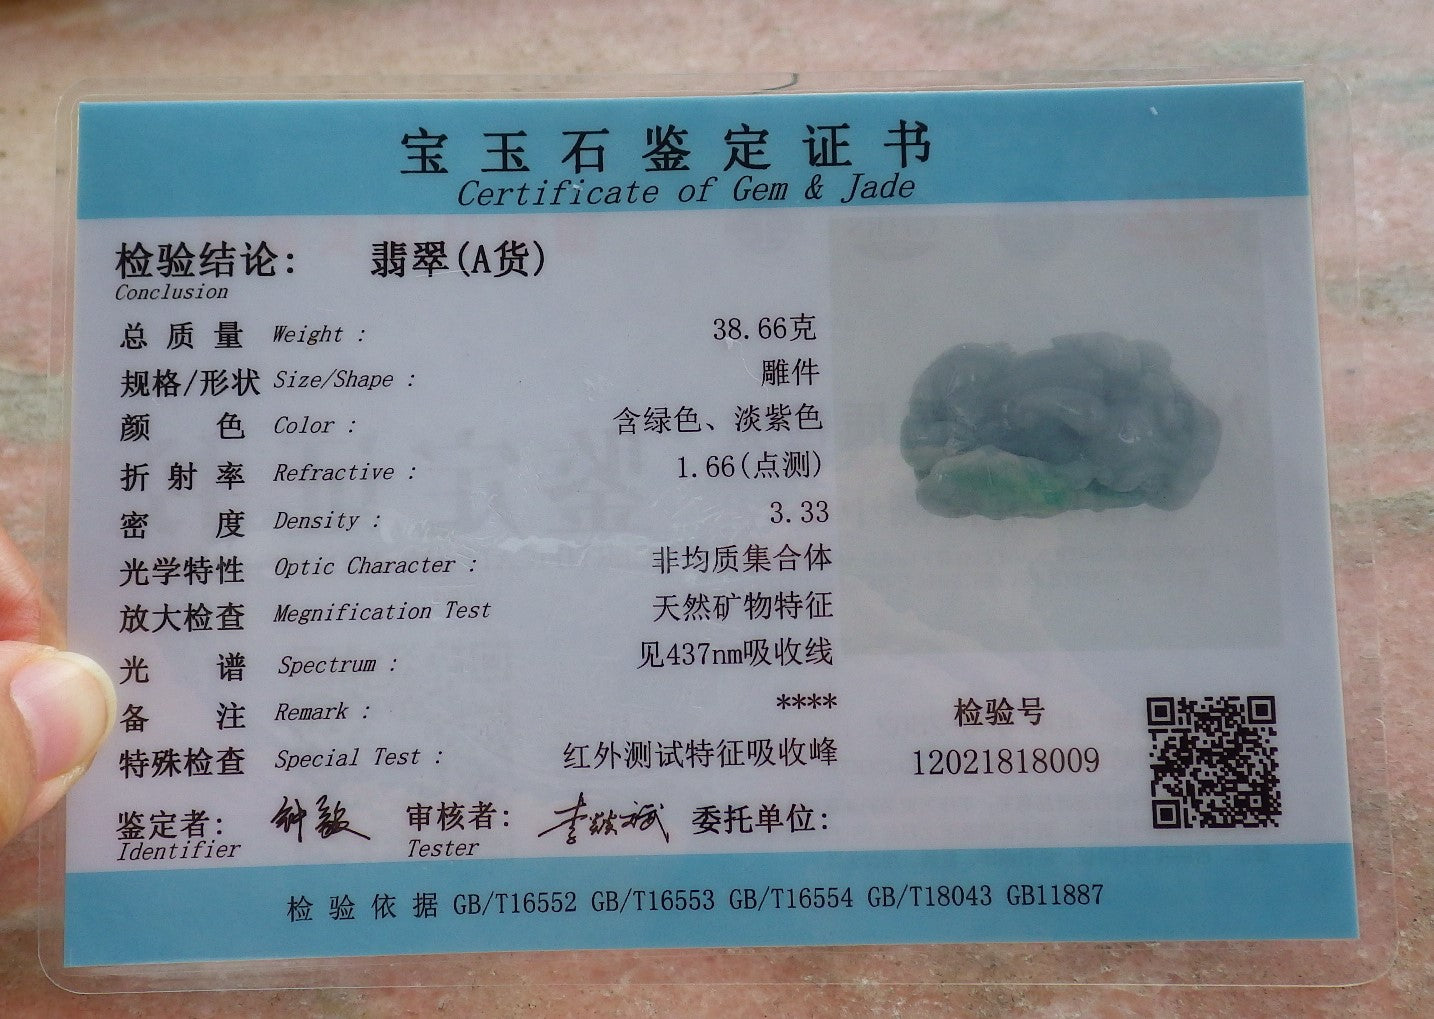 宝玉石鉴定证书
Certificate of Gem & Jade
检验结论: 翡翠(A货)
Conclusion
总质量 Weight : 38.66克
规格/形状 Size/Shape : 雕件
颜色 Color : 含绿色、淡紫色
折射率 Refractive : 1.66(点测)
密度 Density : 3.33
光学特性 Optic Character : 非均质集合体
放大检查 Megnification Test 天然矿物特征
光谱 Spectrum : 见437nm吸收线
备注 Remark : ****
特殊检查 Special Test : 红外测试特征吸收峰
检验号
12021818009
鉴定者: 审核者: 委托单位:
Identifier Tester
检验依据 GB/T16552 GB/T16553 GB/T16554 GB/T18043 GB11887